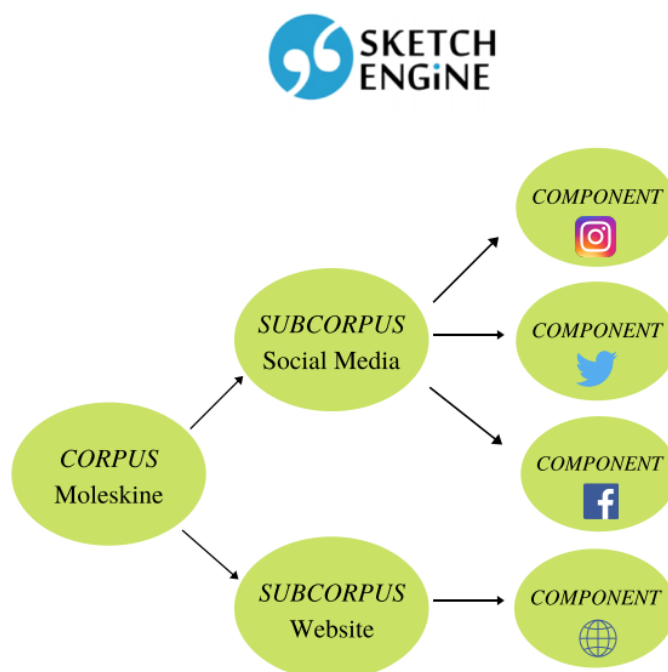 SKETCH
ENGiNE
COMPONENT
SUBCORPUS
Social Media
COMPONENT
CORPUS
Moleskine
COMPONENT
SUBCORPUS
Website
COMPONENT